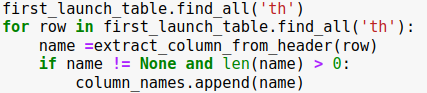 first_launch_table.find_all('th')
for row in first_launch_table.find_all('th'):
    name =extract_column_from_header(row)
    if name != None and len(name) > 0:
        column_names.append(name)